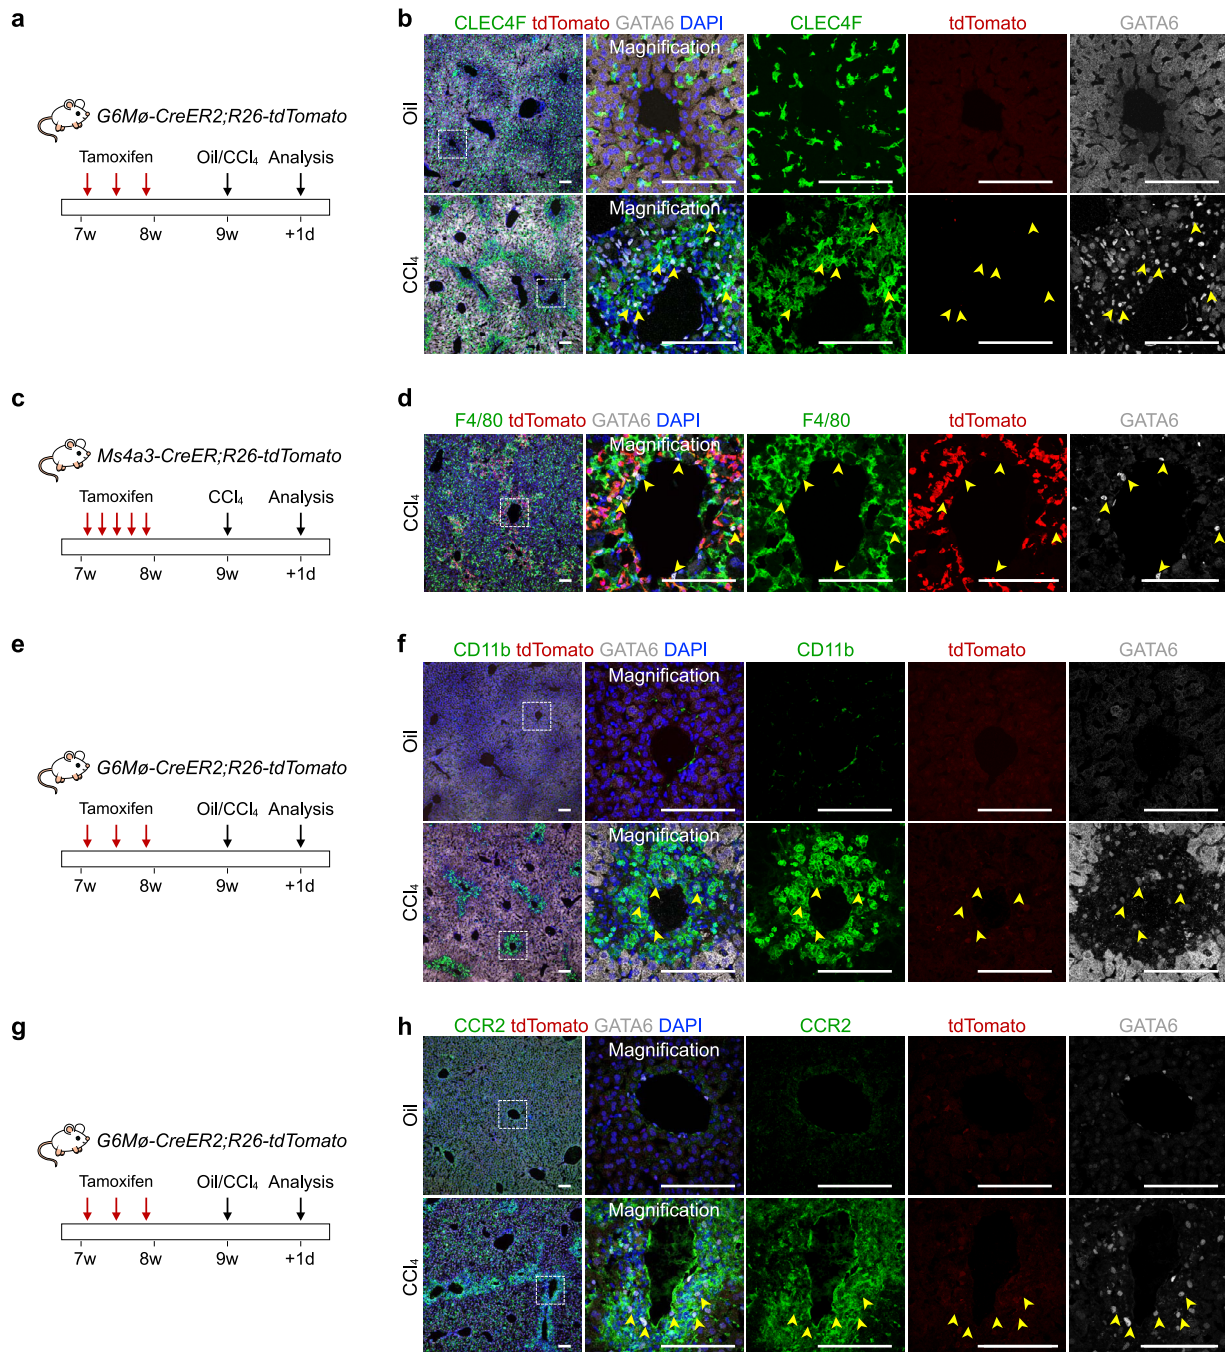 a
G6Mø-CreER2;R26-tdTomato
Tamoxifen Oil/CCl₄ Analysis
7w 8w 9w +1d
b
CLEC4F tdTomato GATA6 DAPI CLEC4F tdTomato GATA6
Magnification
Oil
Magnification
CCl₄
c
Ms4a3-CreER;R26-tdTomato
Tamoxifen CCl₄ Analysis
7w 8w 9w +1d
d
F4/80 tdTomato GATA6 DAPI F4/80 tdTomato GATA6
Magnification
CCl₄
e
G6Mø-CreER2;R26-tdTomato
Tamoxifen Oil/CCl₄ Analysis
7w 8w 9w +1d
f
CD11b tdTomato GATA6 DAPI CD11b tdTomato GATA6
Magnification
Oil
Magnification
CCl₄
g
G6Mø-CreER2;R26-tdTomato
Tamoxifen Oil/CCl₄ Analysis
7w 8w 9w +1d
h
CCR2 tdTomato GATA6 DAPI CCR2 tdTomato GATA6
Magnification
Oil
Magnification
CCl₄